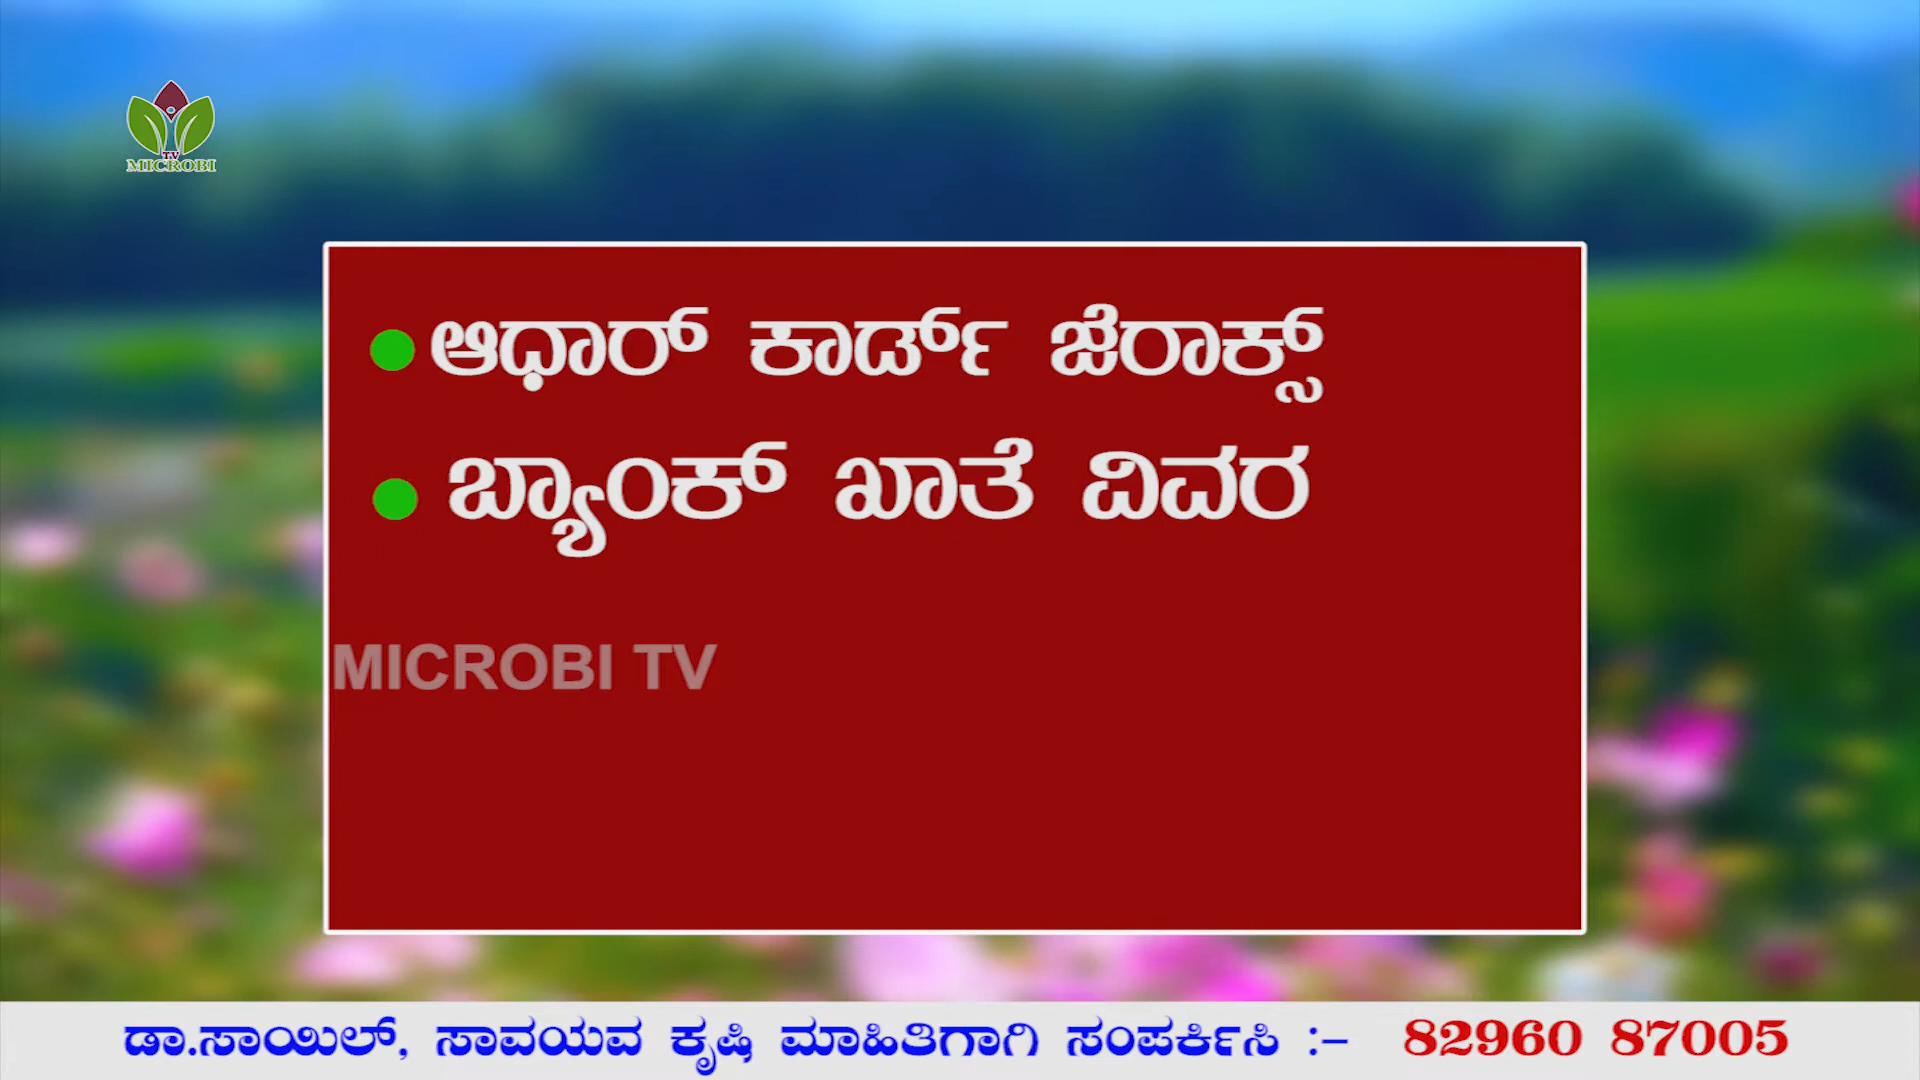 TV
MICROBI
ಆಧಾರ್ ಕಾರ್ಡ್ ಜೆರಾಕ್ಸ್
ಬ್ಯಾಂಕ್ ಖಾತೆ ವಿವರ
MICROBI TV
ಡಾ.ಸಾಯಿಲ್, ಸಾವಯವ ಕೃಷಿ ಮಾಹಿತಿಗಾಗಿ ಸಂಪರ್ಕಿಸಿ :- 82960 87005